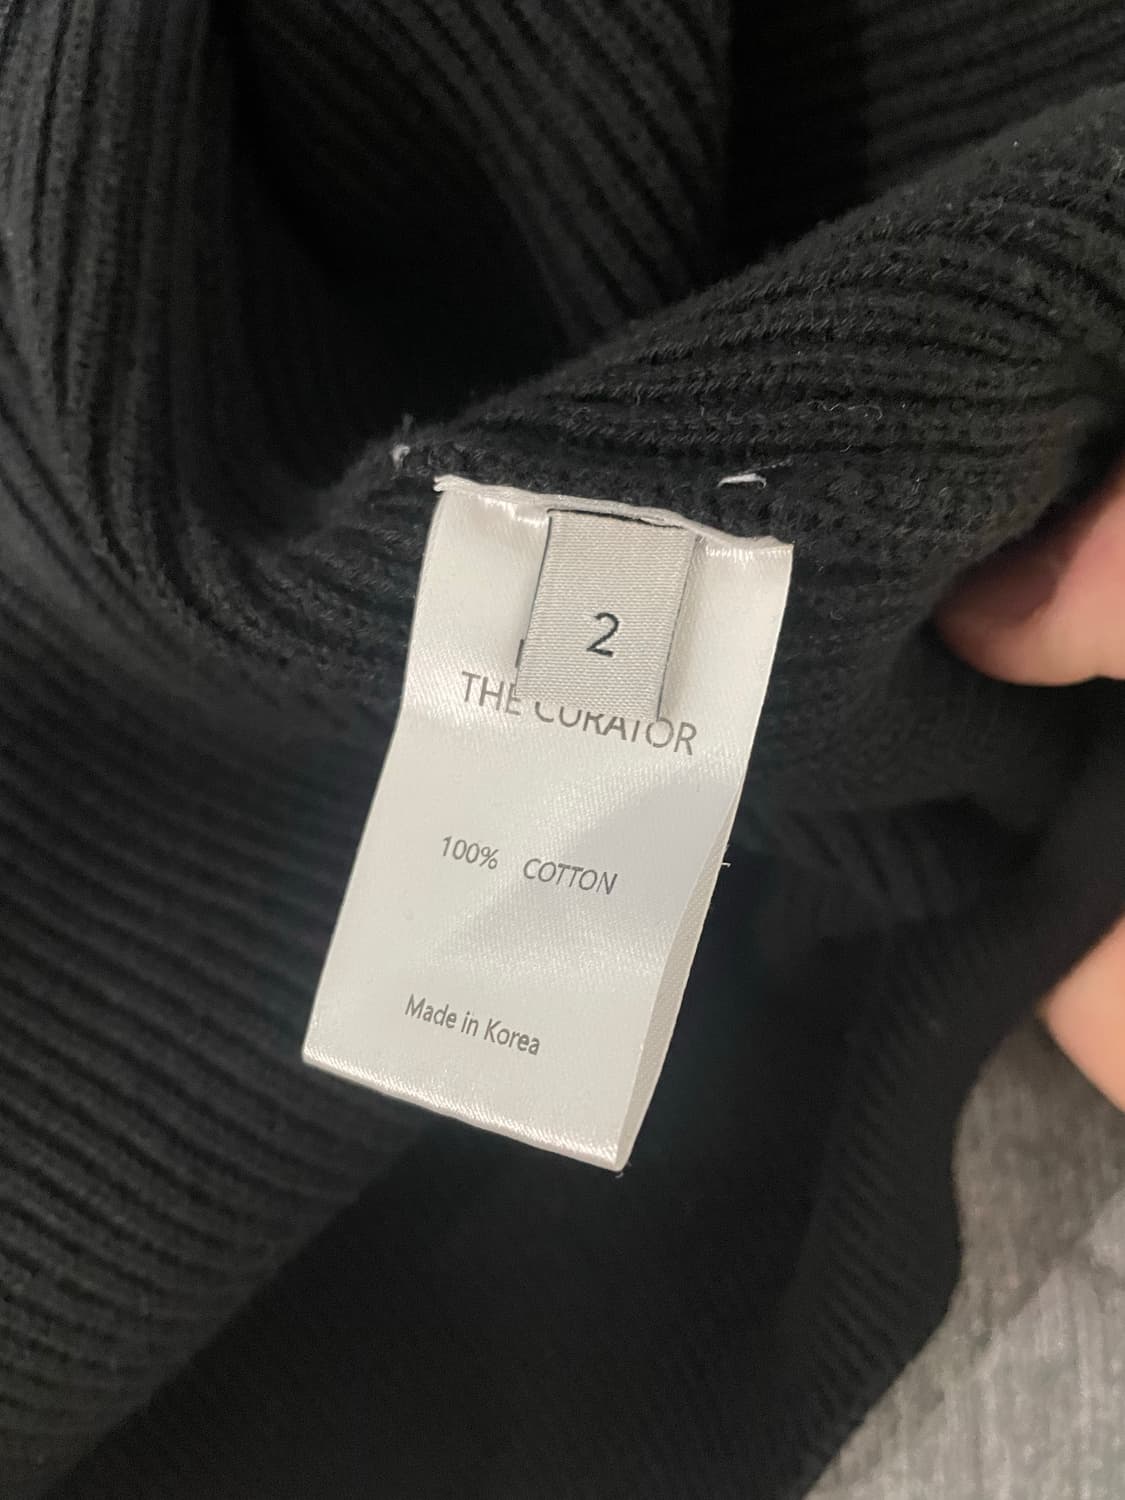 2
THE CURATOR
100% COTTON
Made in Korea